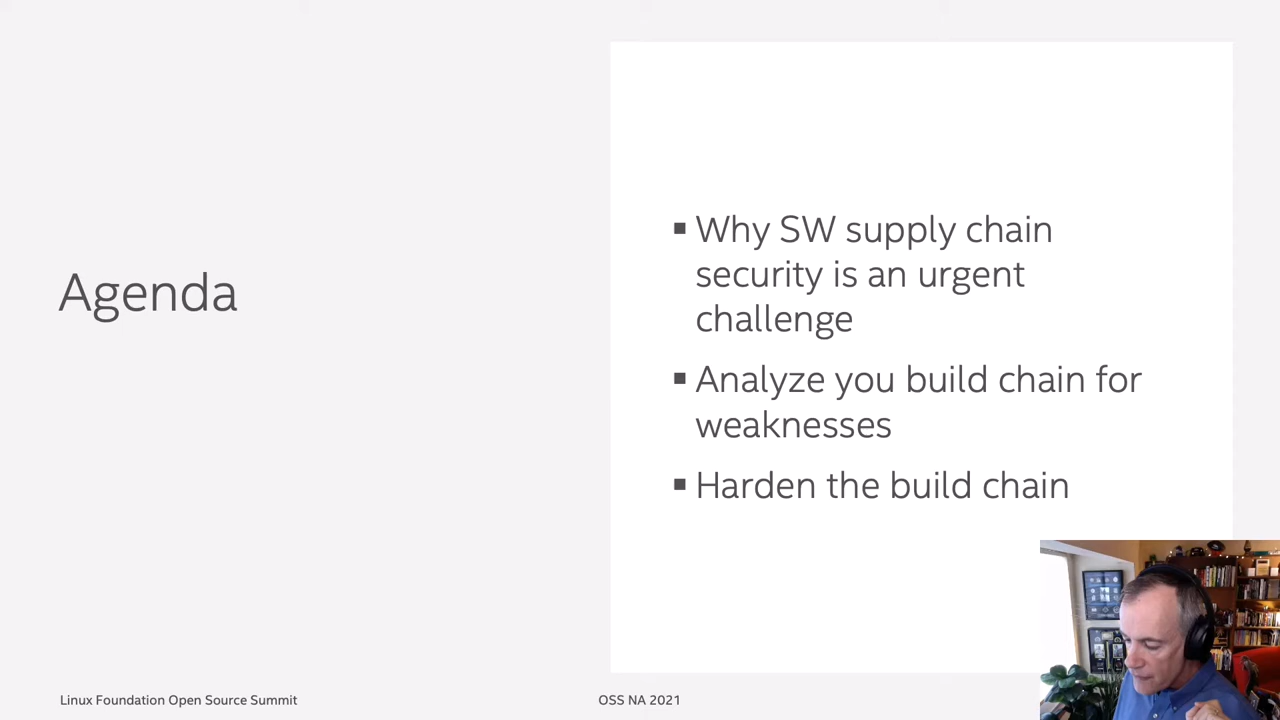 Agenda
▪ Why SW supply chain
security is an urgent
challenge
▪ Analyze you build chain for
weaknesses
▪ Harden the build chain
Linux Foundation Open Source Summit
OSS NA 2021